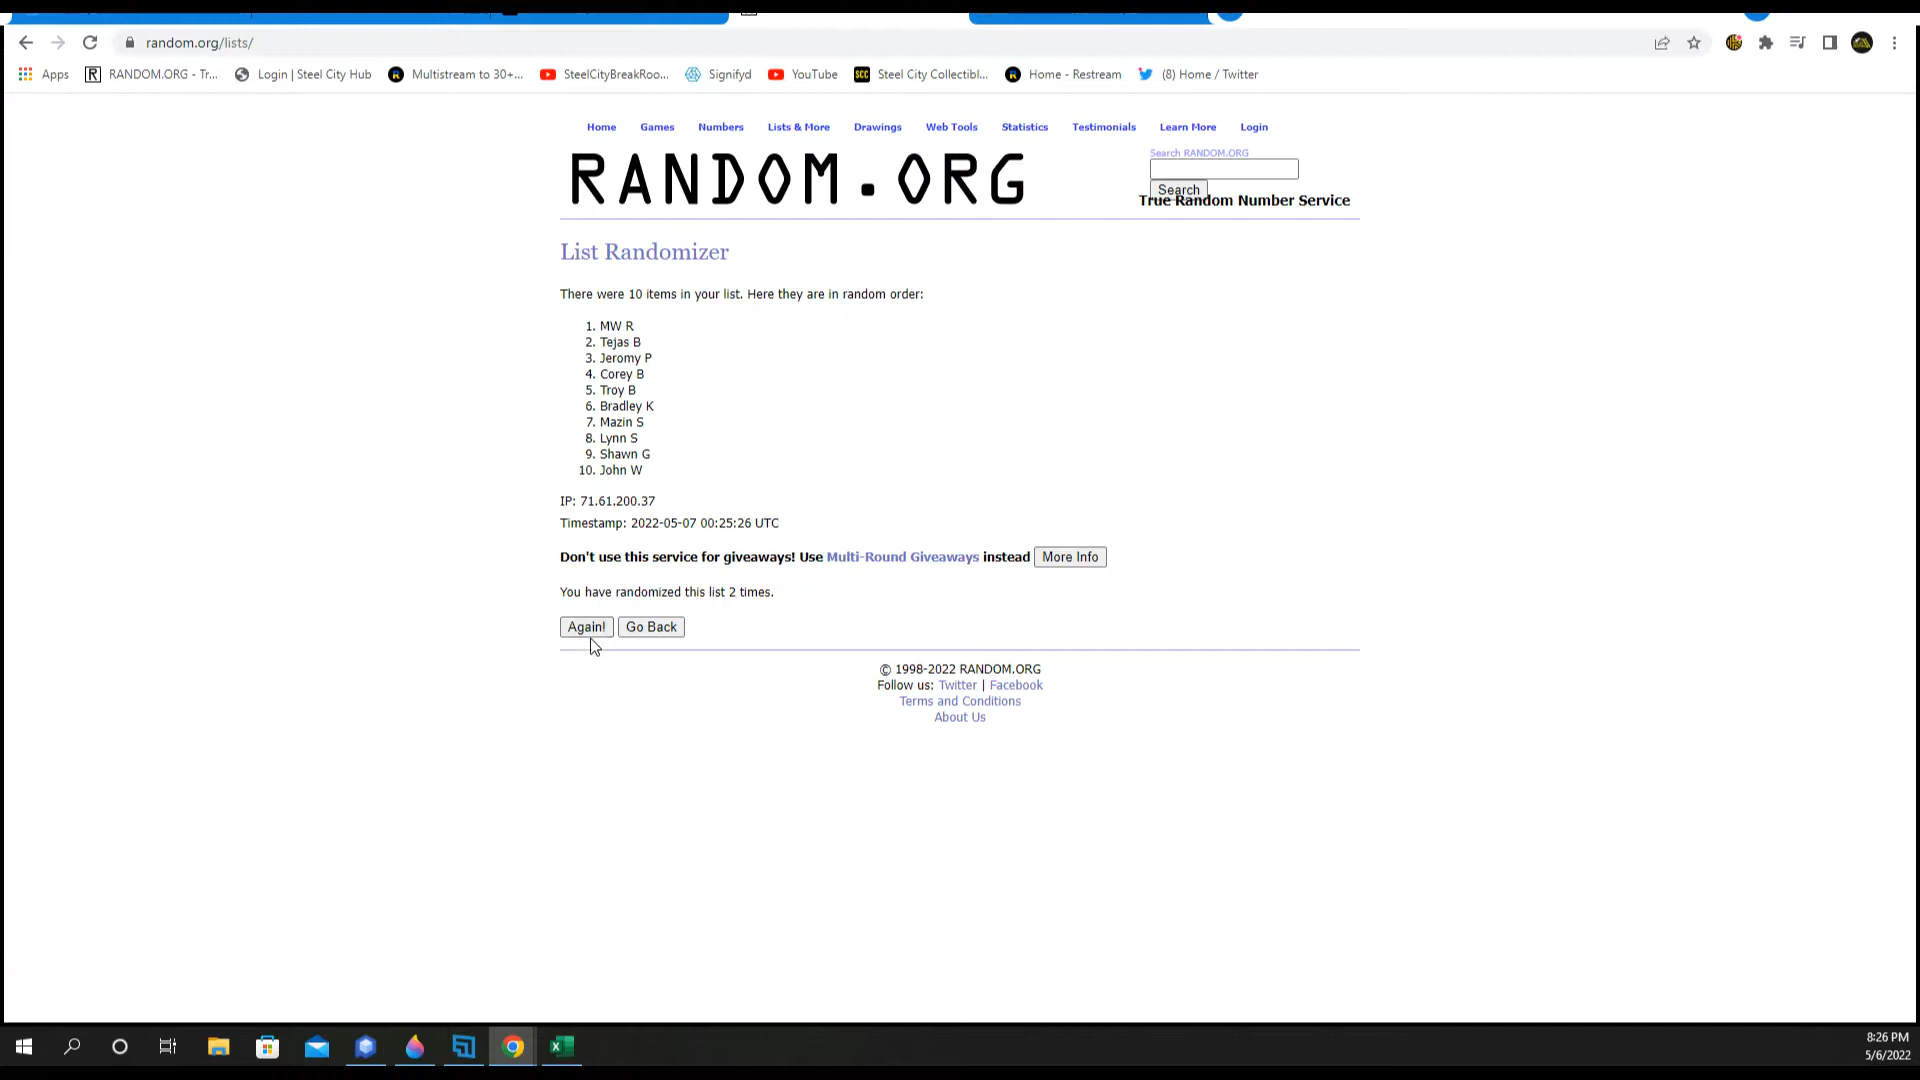 random.org/lists/
Apps RANDOM.ORG - Tr... Login | Steel City Hub Multistream to 30+... SteelCityBreakRoo... Signifyd YouTube SCC Steel City Collectibl... Home - Restream (8) Home / Twitter
Home Games Numbers Lists & More Drawings Web Tools Statistics Testimonials Learn More Login
RANDOM.ORG
Search RANDOM.ORG
Search
True Random Number Service
List Randomizer
There were 10 items in your list. Here they are in random order:
1. MW R
2. Tejas B
3. Jeromy P
4. Corey B
5. Troy B
6. Bradley K
7. Mazin S
8. Lynn S
9. Shawn G
10. John W
IP: 71.61.200.37
Timestamp: 2022-05-07 00:25:26 UTC
Don't use this service for giveaways! Use Multi-Round Giveaways instead More Info
You have randomized this list 2 times.
Again! Go Back
© 1998-2022 RANDOM.ORG
Follow us: Twitter | Facebook
Terms and Conditions
About Us
8:26 PM
5/6/2022